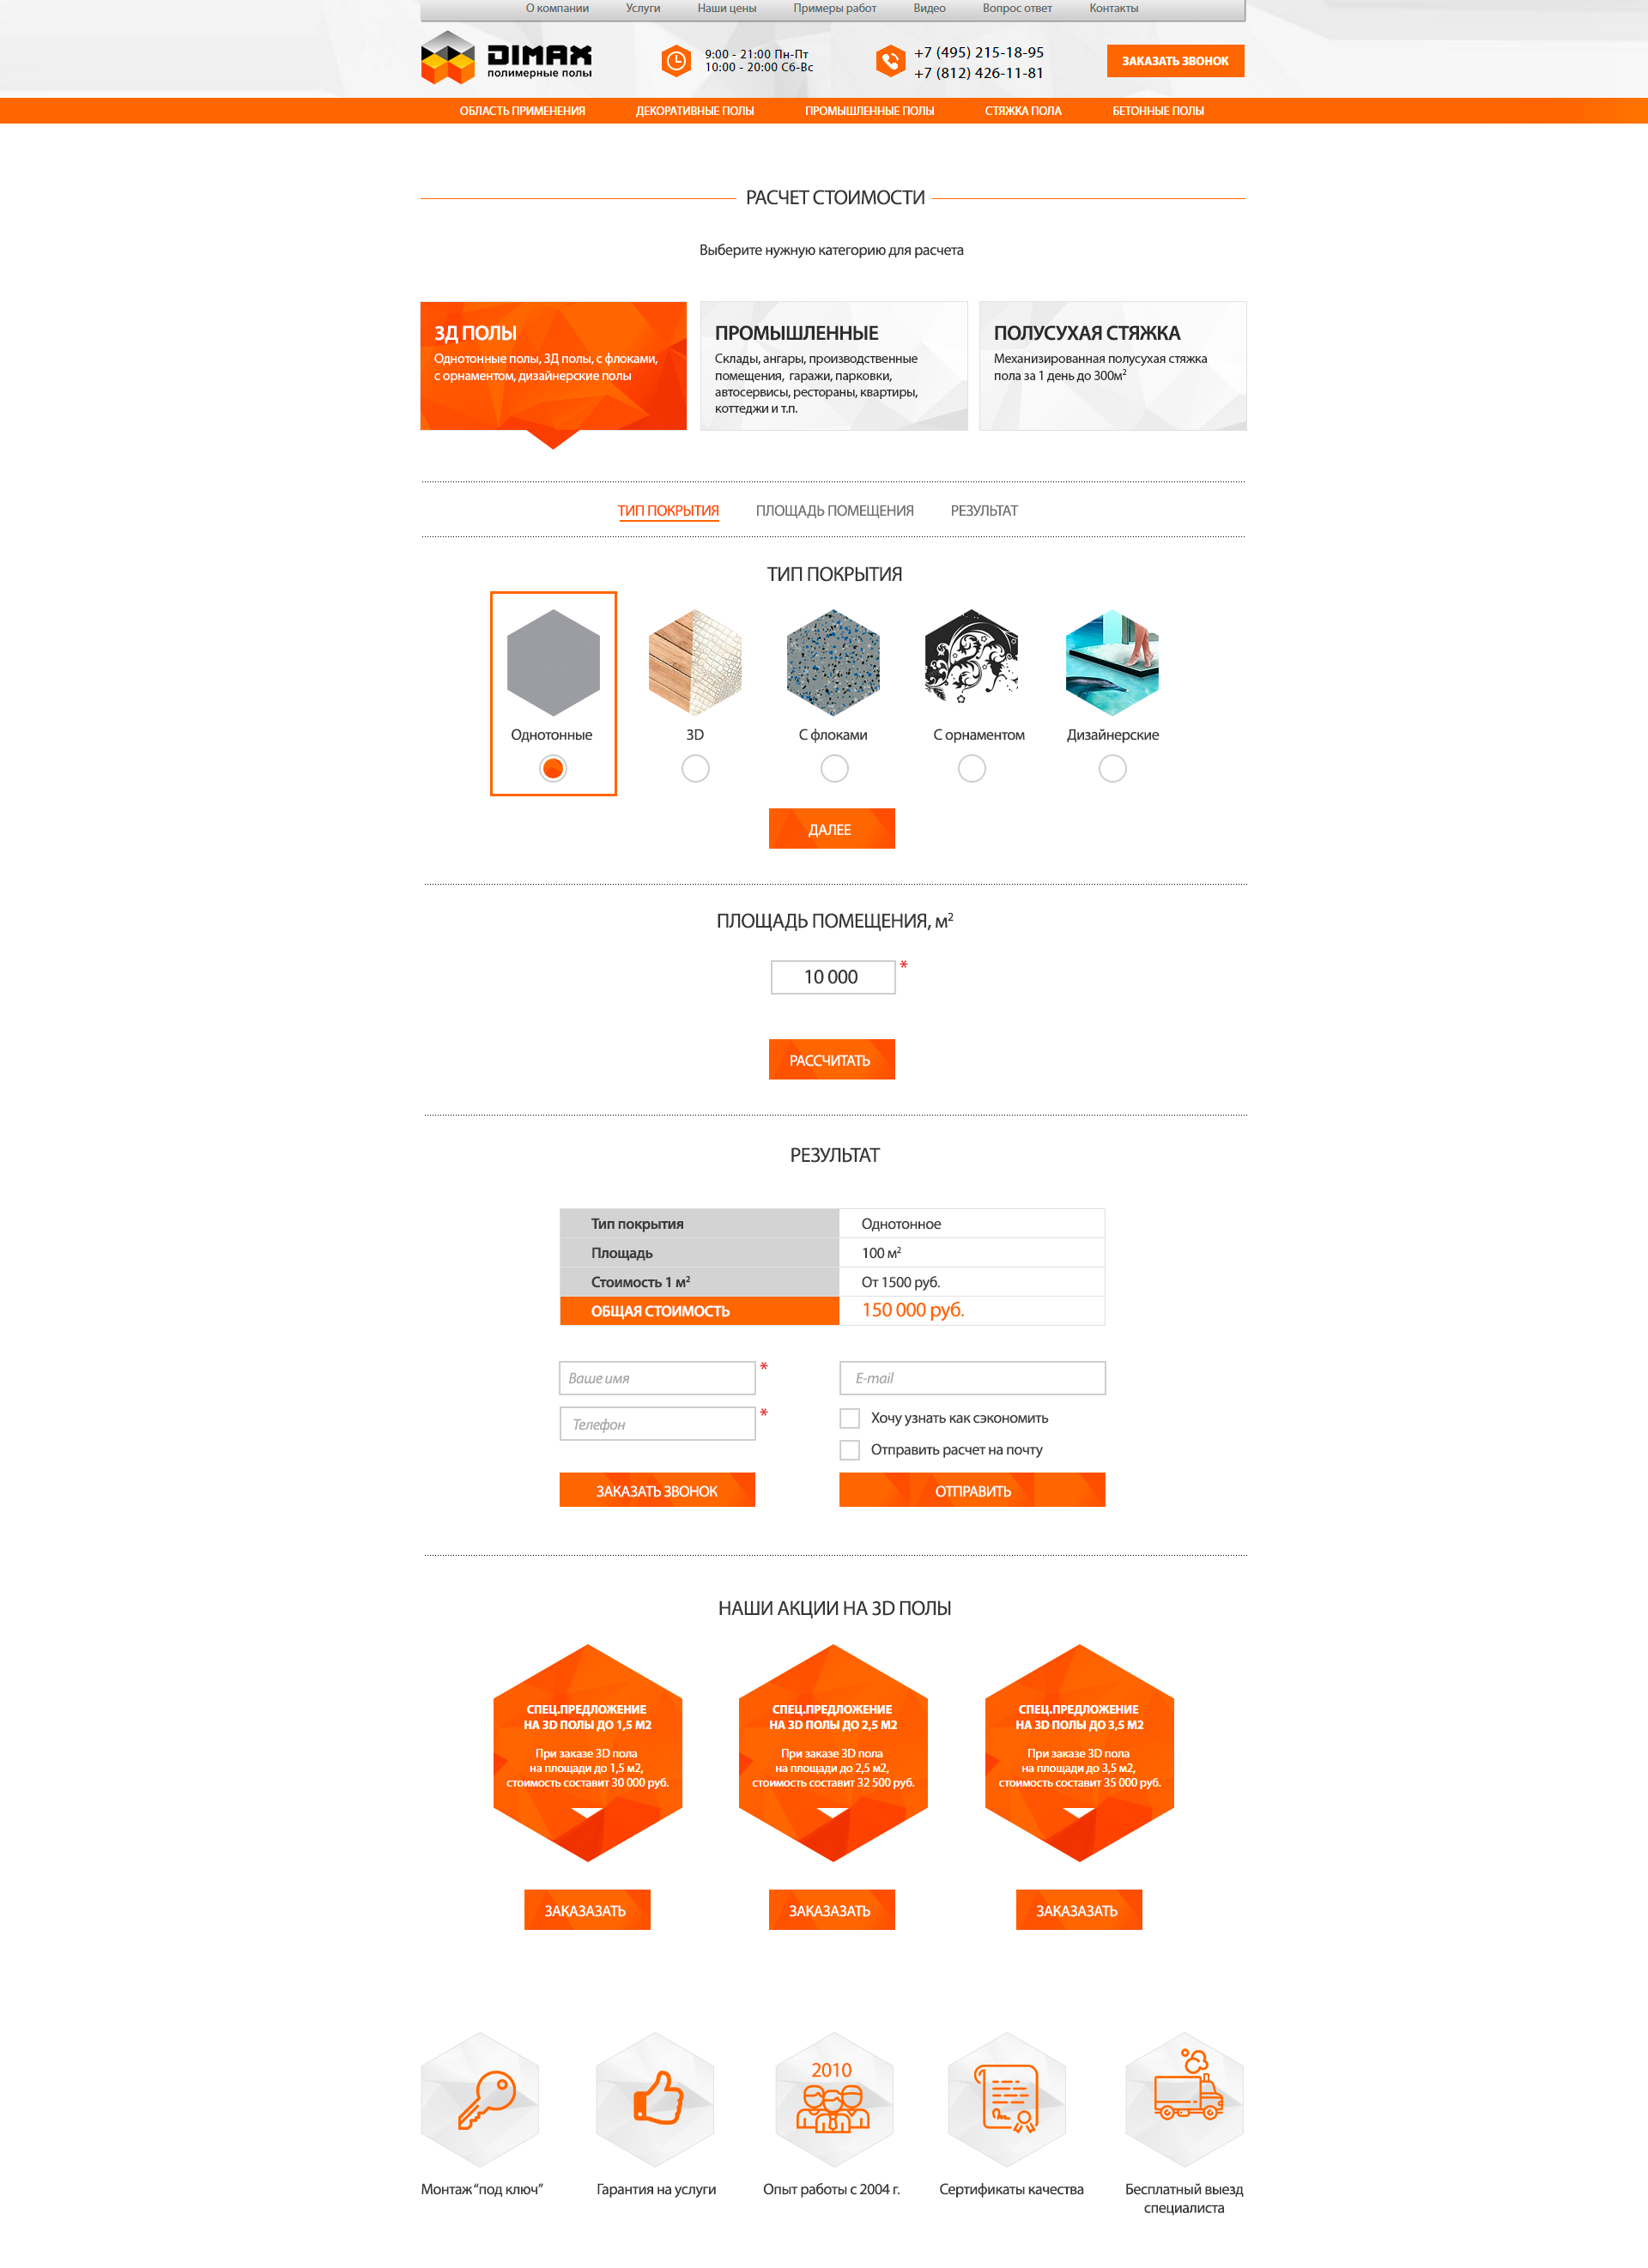 О компании
Услуги
Наши цены
Примеры работ
Видео
Вопрос ответ
Контакты
DIMAX
полимерные полы
9:00 - 21:00 Пн-Пт
10:00 - 20:00 Сб-Вс
+7 (495) 215-18-95
+7 (812) 426-11-81
ЗАКАЗАТЬ ЗВОНОК
ОБЛАСТЬ ПРИМЕНЕНИЯ
ДЕКОРАТИВНЫЕ ПОЛЫ
ПРОМЫШЛЕННЫЕ ПОЛЫ
СТЯЖКА ПОЛА
БЕТОННЫЕ ПОЛЫ
РАСЧЕТ СТОИМОСТИ
Выберите нужную категорию для расчета
3Д ПОЛЫ
Однотонные полы, 3Д полы, с флоками,
с орнаментом, дизайнерские полы
ПРОМЫШЛЕННЫЕ
Склады, ангары, производственные
помещения, гаражи, парковки,
автосервисы, рестораны, квартиры,
коттеджи и т.п.
ПОЛУСУХАЯ СТЯЖКА
Механизированная полусухая стяжка
пола за 1 день до 300м²
ТИП ПОКРЫТИЯ
ПЛОЩАДЬ ПОМЕЩЕНИЯ
РЕЗУЛЬТАТ
ТИП ПОКРЫТИЯ
Однотонные
3D
С флоками
С орнаментом
Дизайнерские
ДАЛЕЕ
ПЛОЩАДЬ ПОМЕЩЕНИЯ, м²
10 000 *
РАССЧИТАТЬ
РЕЗУЛЬТАТ
Тип покрытия
Однотонное
Площадь
100 м²
Стоимость 1 м²
От 1500 руб.
ОБЩАЯ СТОИМОСТЬ
150 000 руб.
Ваше имя *
E-mail
Телефон *
Хочу узнать как сэкономить
Отправить расчет на почту
ЗАКАЗАТЬ ЗВОНОК
ОТПРАВИТЬ
НАШИ АКЦИИ НА 3D ПОЛЫ
СПЕЦ.ПРЕДЛОЖЕНИЕ
НА 3D ПОЛЫ ДО 1,5 М2
При заказе 3D пола
на площади до 1,5 м2,
стоимость составит 30 000 руб.
СПЕЦ.ПРЕДЛОЖЕНИЕ
НА 3D ПОЛЫ ДО 2,5 М2
При заказе 3D пола
на площади до 2,5 м2,
стоимость составит 32 500 руб.
СПЕЦ.ПРЕДЛОЖЕНИЕ
НА 3D ПОЛЫ ДО 3,5 М2
При заказе 3D пола
на площади до 3,5 м2,
стоимость составит 35 000 руб.
ЗАКАЗАЗАТЬ
ЗАКАЗАЗАТЬ
ЗАКАЗАЗАТЬ
2010
Монтаж “под ключ”
Гарантия на услуги
Опыт работы с 2004 г.
Сертификаты качества
Бесплатный выезд
специалиста